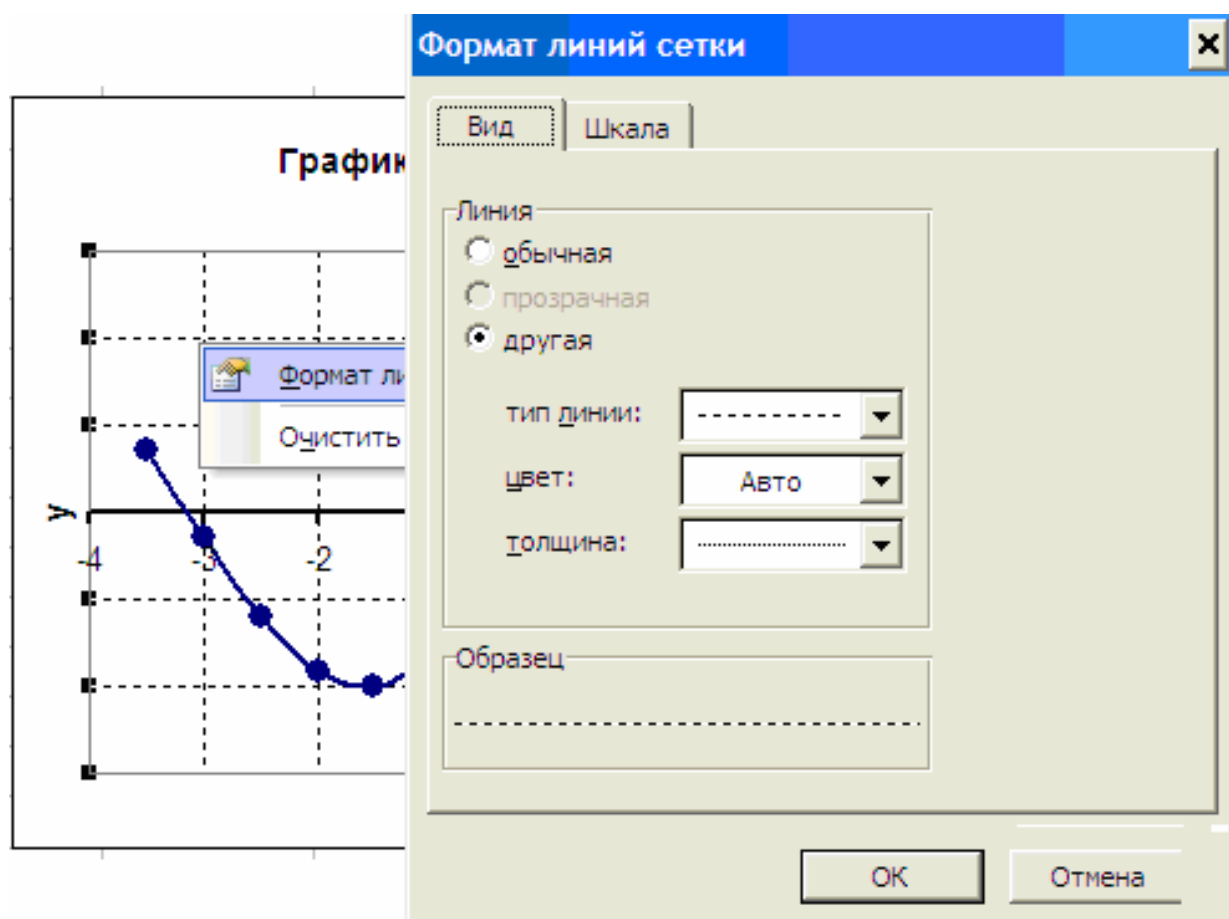 Формат линий сетки
Вид
Шкала
График
Линия
обычная
прозрачная
другая
Формат ли
Очистить
тип линии:
цвет:
Авто
толщина:
y
-4
-3
-2
Образец
ОК
Отмена